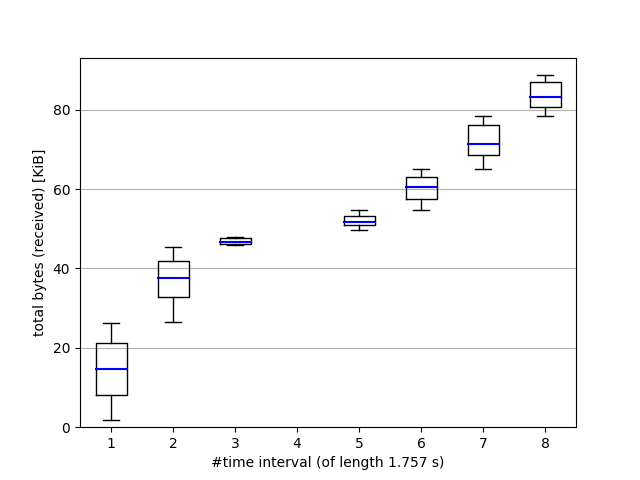 total bytes (received) [KiB]
80
60
40
20
0
1 2 3 4 5 6 7 8
#time interval (of length 1.757 s)